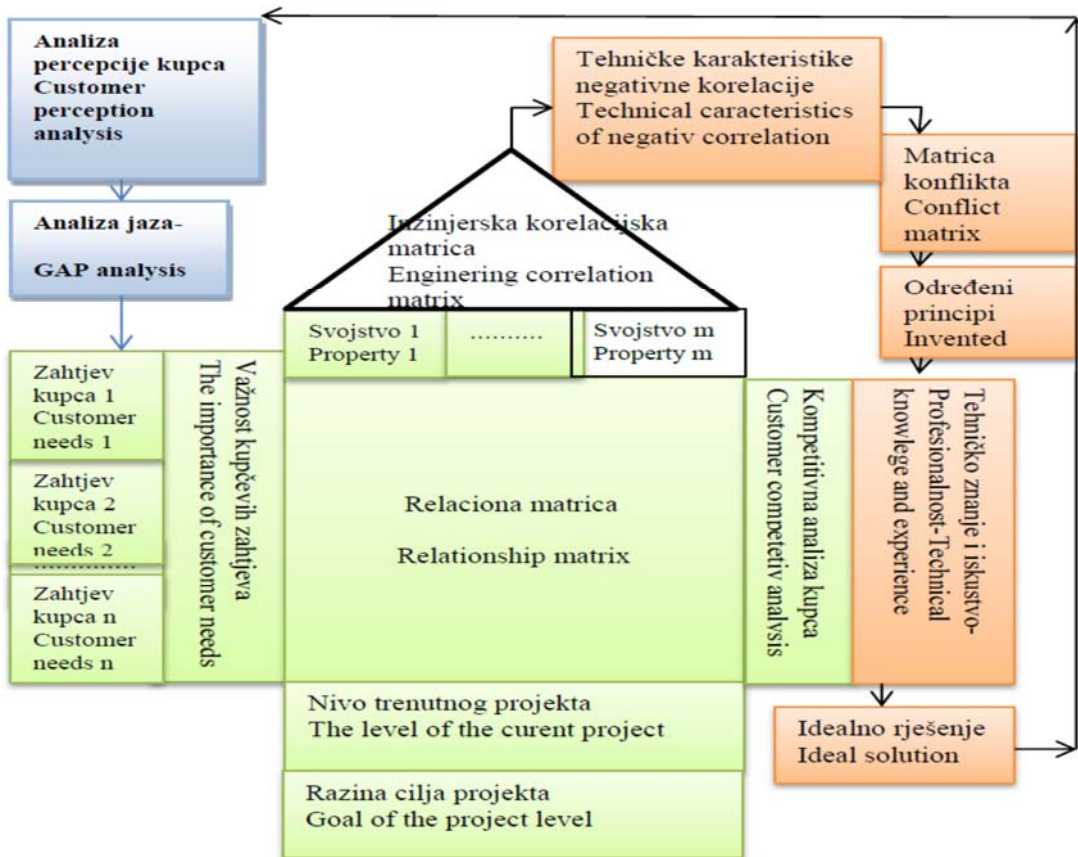 Analiza
percepcije kupca
Customer
perception
analysis
Analiza jaza-
GAP analysis
Tehničke karakteristike
negativne korelacije
Technical caracteristics
of negativ correlation
Matrica
konflikta
Conflict
matrix
Određeni
principi
Invented
Inzinjerska korelacijska
matrica
Enginering correlation
matrix
Svojstvo 1
Property 1
..........
Svojstvo m
Property m
Zahtjev
kupca 1
Customer
needs 1
Zahtjev
kupca 2
Customer
needs 2
..............
Zahtjev
kupca n
Customer
needs n
Važnost kupčevih zahtjeva
The importance of customer needs
Relaciona matrica
Relationship matrix
Kompetitivna analiza kupca
Customer competetiv analysis
Tehničko znanje i iskustvo-
Profesionalnost-Technical
knowlege and experience
Nivo trenutnog projekta
The level of the curent project
Idealno rješenje
Ideal solution
Razina cilja projekta
Goal of the project level